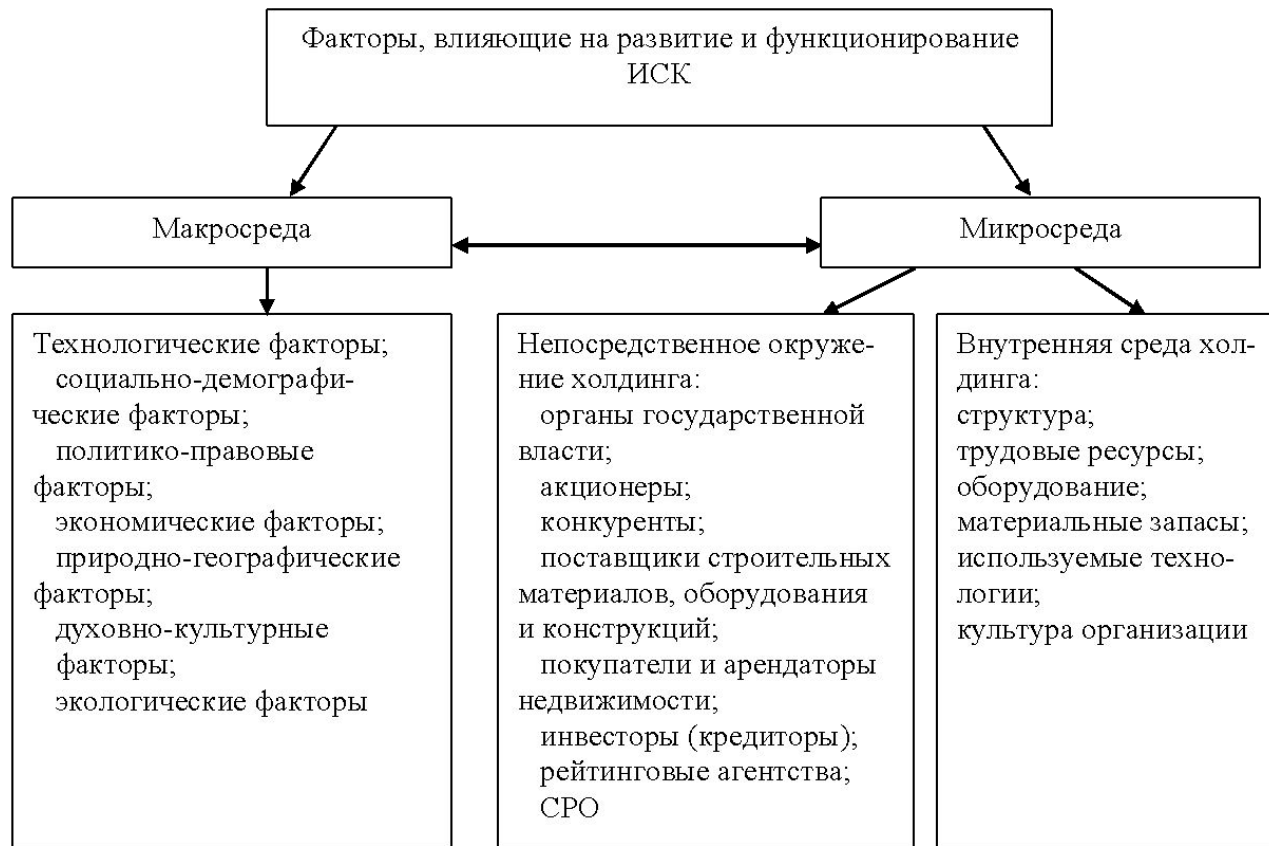 Факторы, влияющие на развитие и функционирование
ИСК
Макросреда
Микросреда
Технологические факторы;
социально-демографи-
ческие факторы;
политико-правовые
факторы;
экономические факторы;
природно-географические
факторы;
духовно-культурные
факторы;
экологические факторы
Непосредственное окруже-
ние холдинга:
органы государственной
власти;
акционеры;
конкуренты;
поставщики строительных
материалов, оборудования
и конструкций;
покупатели и арендаторы
недвижимости;
инвесторы (кредиторы);
рейтинговые агентства;
СРО
Внутренняя среда хол-
динга:
структура;
трудовые ресурсы;
оборудование;
материальные запасы;
используемые техно-
логии;
культура организации